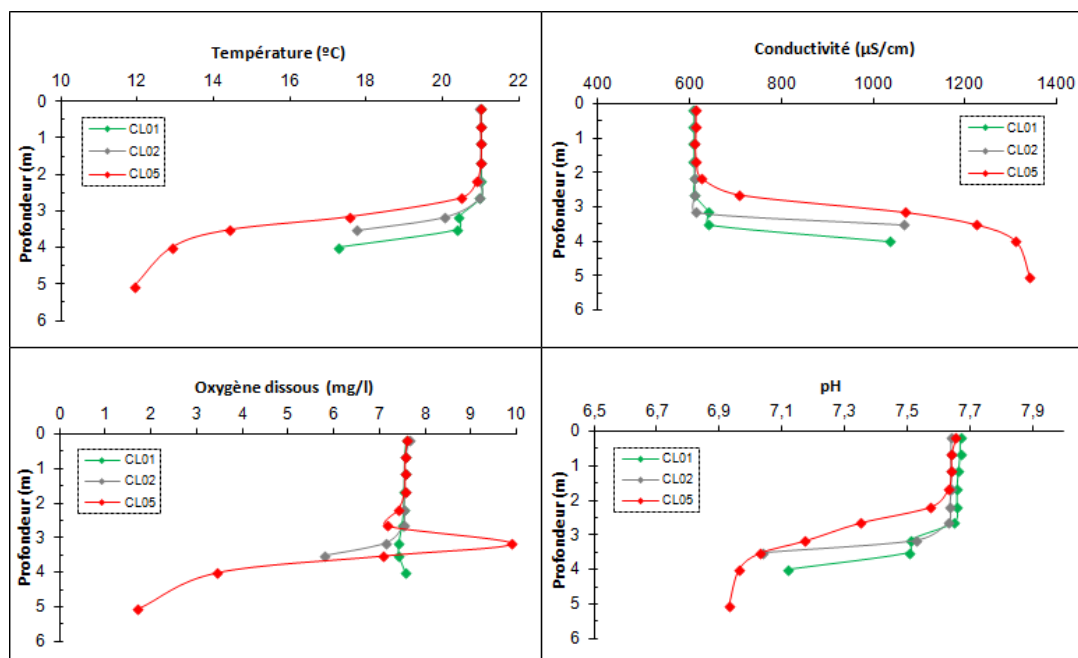 Température (ºC)
10 12 14 16 18 20 22
Profondeur (m)
0
1
2
3
4
5
6
CL01
CL02
CL05
Conductivité (µS/cm)
400 600 800 1000 1200 1400
Profondeur (m)
0
1
2
3
4
5
6
CL01
CL02
CL05
Oxygène dissous (mg/l)
0 1 2 3 4 5 6 7 8 9 10
Profondeur (m)
0
1
2
3
4
5
6
CL01
CL02
CL05
pH
6,5 6,7 6,9 7,1 7,3 7,5 7,7 7,9
Profondeur (m)
0
1
2
3
4
5
6
CL01
CL02
CL05